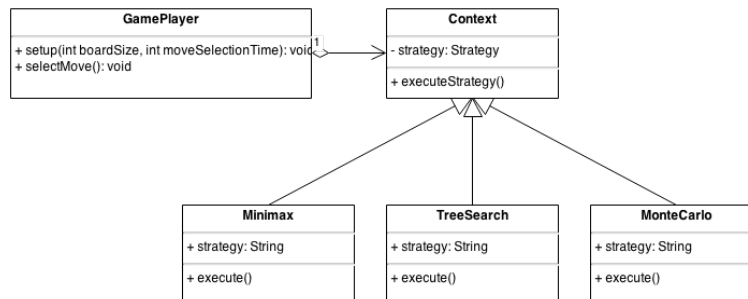 GamePlayer
+ setup(int boardSize, int moveSelectionTime): void
+ selectMove(): void
1
Context
- strategy: Strategy
+ executeStrategy()
Minimax
+ strategy: String
+ execute()
TreeSearch
+ strategy: String
+ execute()
MonteCarlo
+ strategy: String
+ execute()